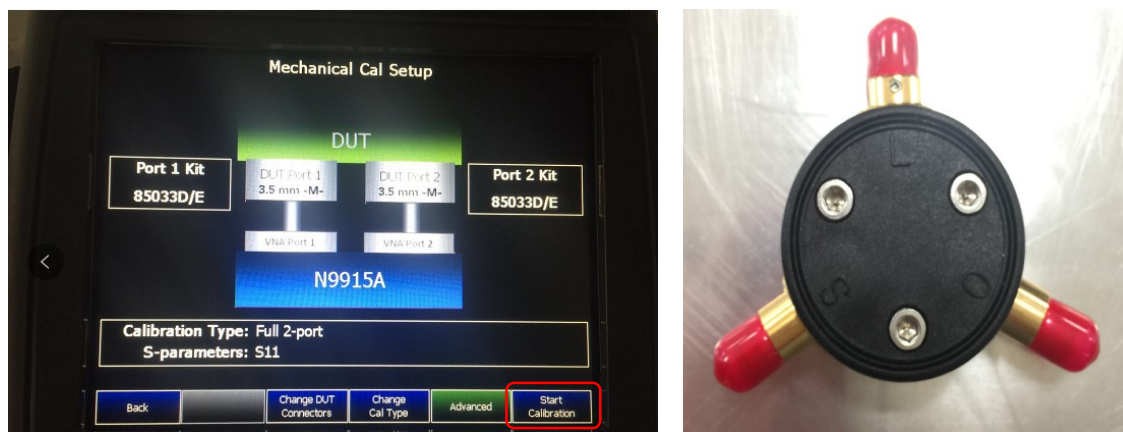 Mechanical Cal Setup
DUT
Port 1 Kit
85033D/E
DUT Port 1
3.5 mm -M-
DUT Port 2
3.5 mm -M-
Port 2 Kit
85033D/E
VNA Port 1
VNA Port 2
N9915A
Calibration Type: Full 2-port
S-parameters: S11
Back
Change DUT
Connectors
Change
Cal Type
Advanced
Start
Calibration
L
S
O